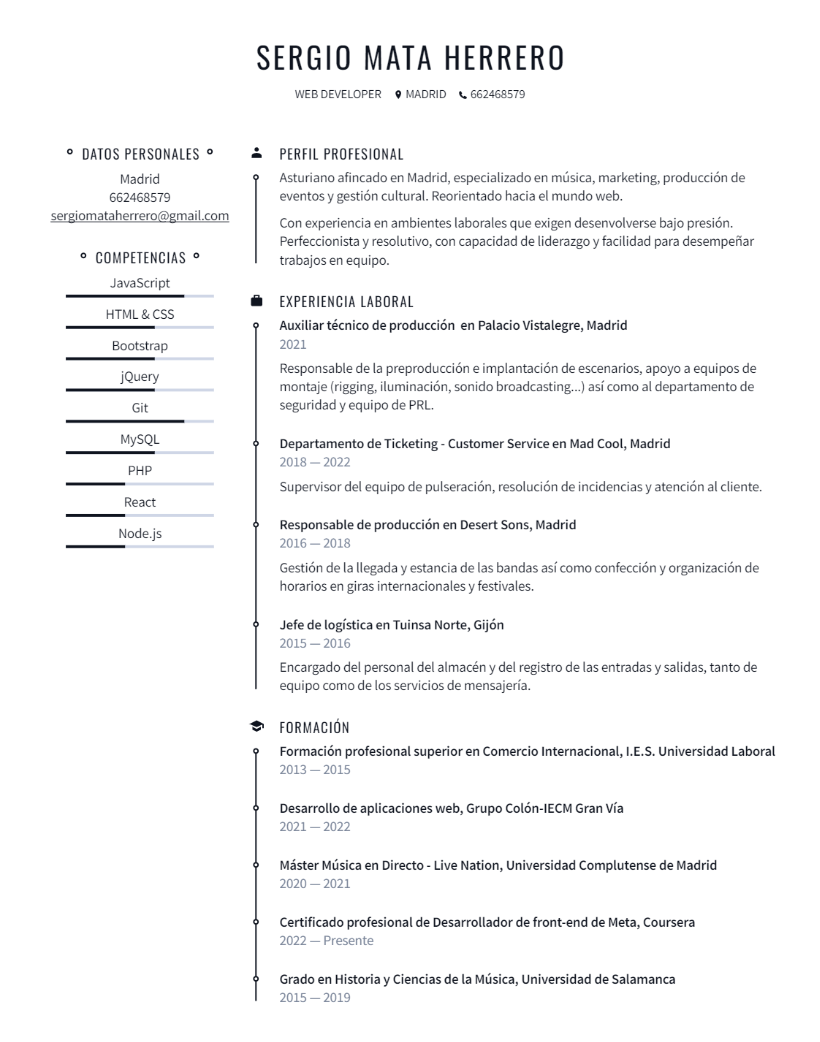 SERGIO MATA HERRERO
WEB DEVELOPER MADRID 662468579
DATOS PERSONALES
Madrid
662468579
sergiomataherrero@gmail.com
COMPETENCIAS
JavaScript
HTML & CSS
Bootstrap
jQuery
Git
MySQL
PHP
React
Node.js
PERFIL PROFESIONAL
Asturiano afincado en Madrid, especializado en música, marketing, producción de
eventos y gestión cultural. Reorientado hacia el mundo web.
Con experiencia en ambientes laborales que exigen desenvolverse bajo presión.
Perfeccionista y resolutivo, con capacidad de liderazgo y facilidad para desempeñar
trabajos en equipo.
EXPERIENCIA LABORAL
Auxiliar técnico de producción en Palacio Vistalegre, Madrid
2021
Responsable de la preproducción e implantación de escenarios, apoyo a equipos de
montaje (rigging, iluminación, sonido broadcasting...) así como al departamento de
seguridad y equipo de PRL.
Departamento de Ticketing - Customer Service en Mad Cool, Madrid
2018 — 2022
Supervisor del equipo de pulseración, resolución de incidencias y atención al cliente.
Responsable de producción en Desert Sons, Madrid
2016 — 2018
Gestión de la llegada y estancia de las bandas así como confección y organización de
horarios en giras internacionales y festivales.
Jefe de logística en Tuinsa Norte, Gijón
2015 — 2016
Encargado del personal del almacén y del registro de las entradas y salidas, tanto de
equipo como de los servicios de mensajería.
FORMACIÓN
Formación profesional superior en Comercio Internacional, I.E.S. Universidad Laboral
2013 — 2015
Desarrollo de aplicaciones web, Grupo Colón-IECM Gran Vía
2021 — 2022
Máster Música en Directo - Live Nation, Universidad Complutense de Madrid
2020 — 2021
Certificado profesional de Desarrollador de front-end de Meta, Coursera
2022 — Presente
Grado en Historia y Ciencias de la Música, Universidad de Salamanca
2015 — 2019